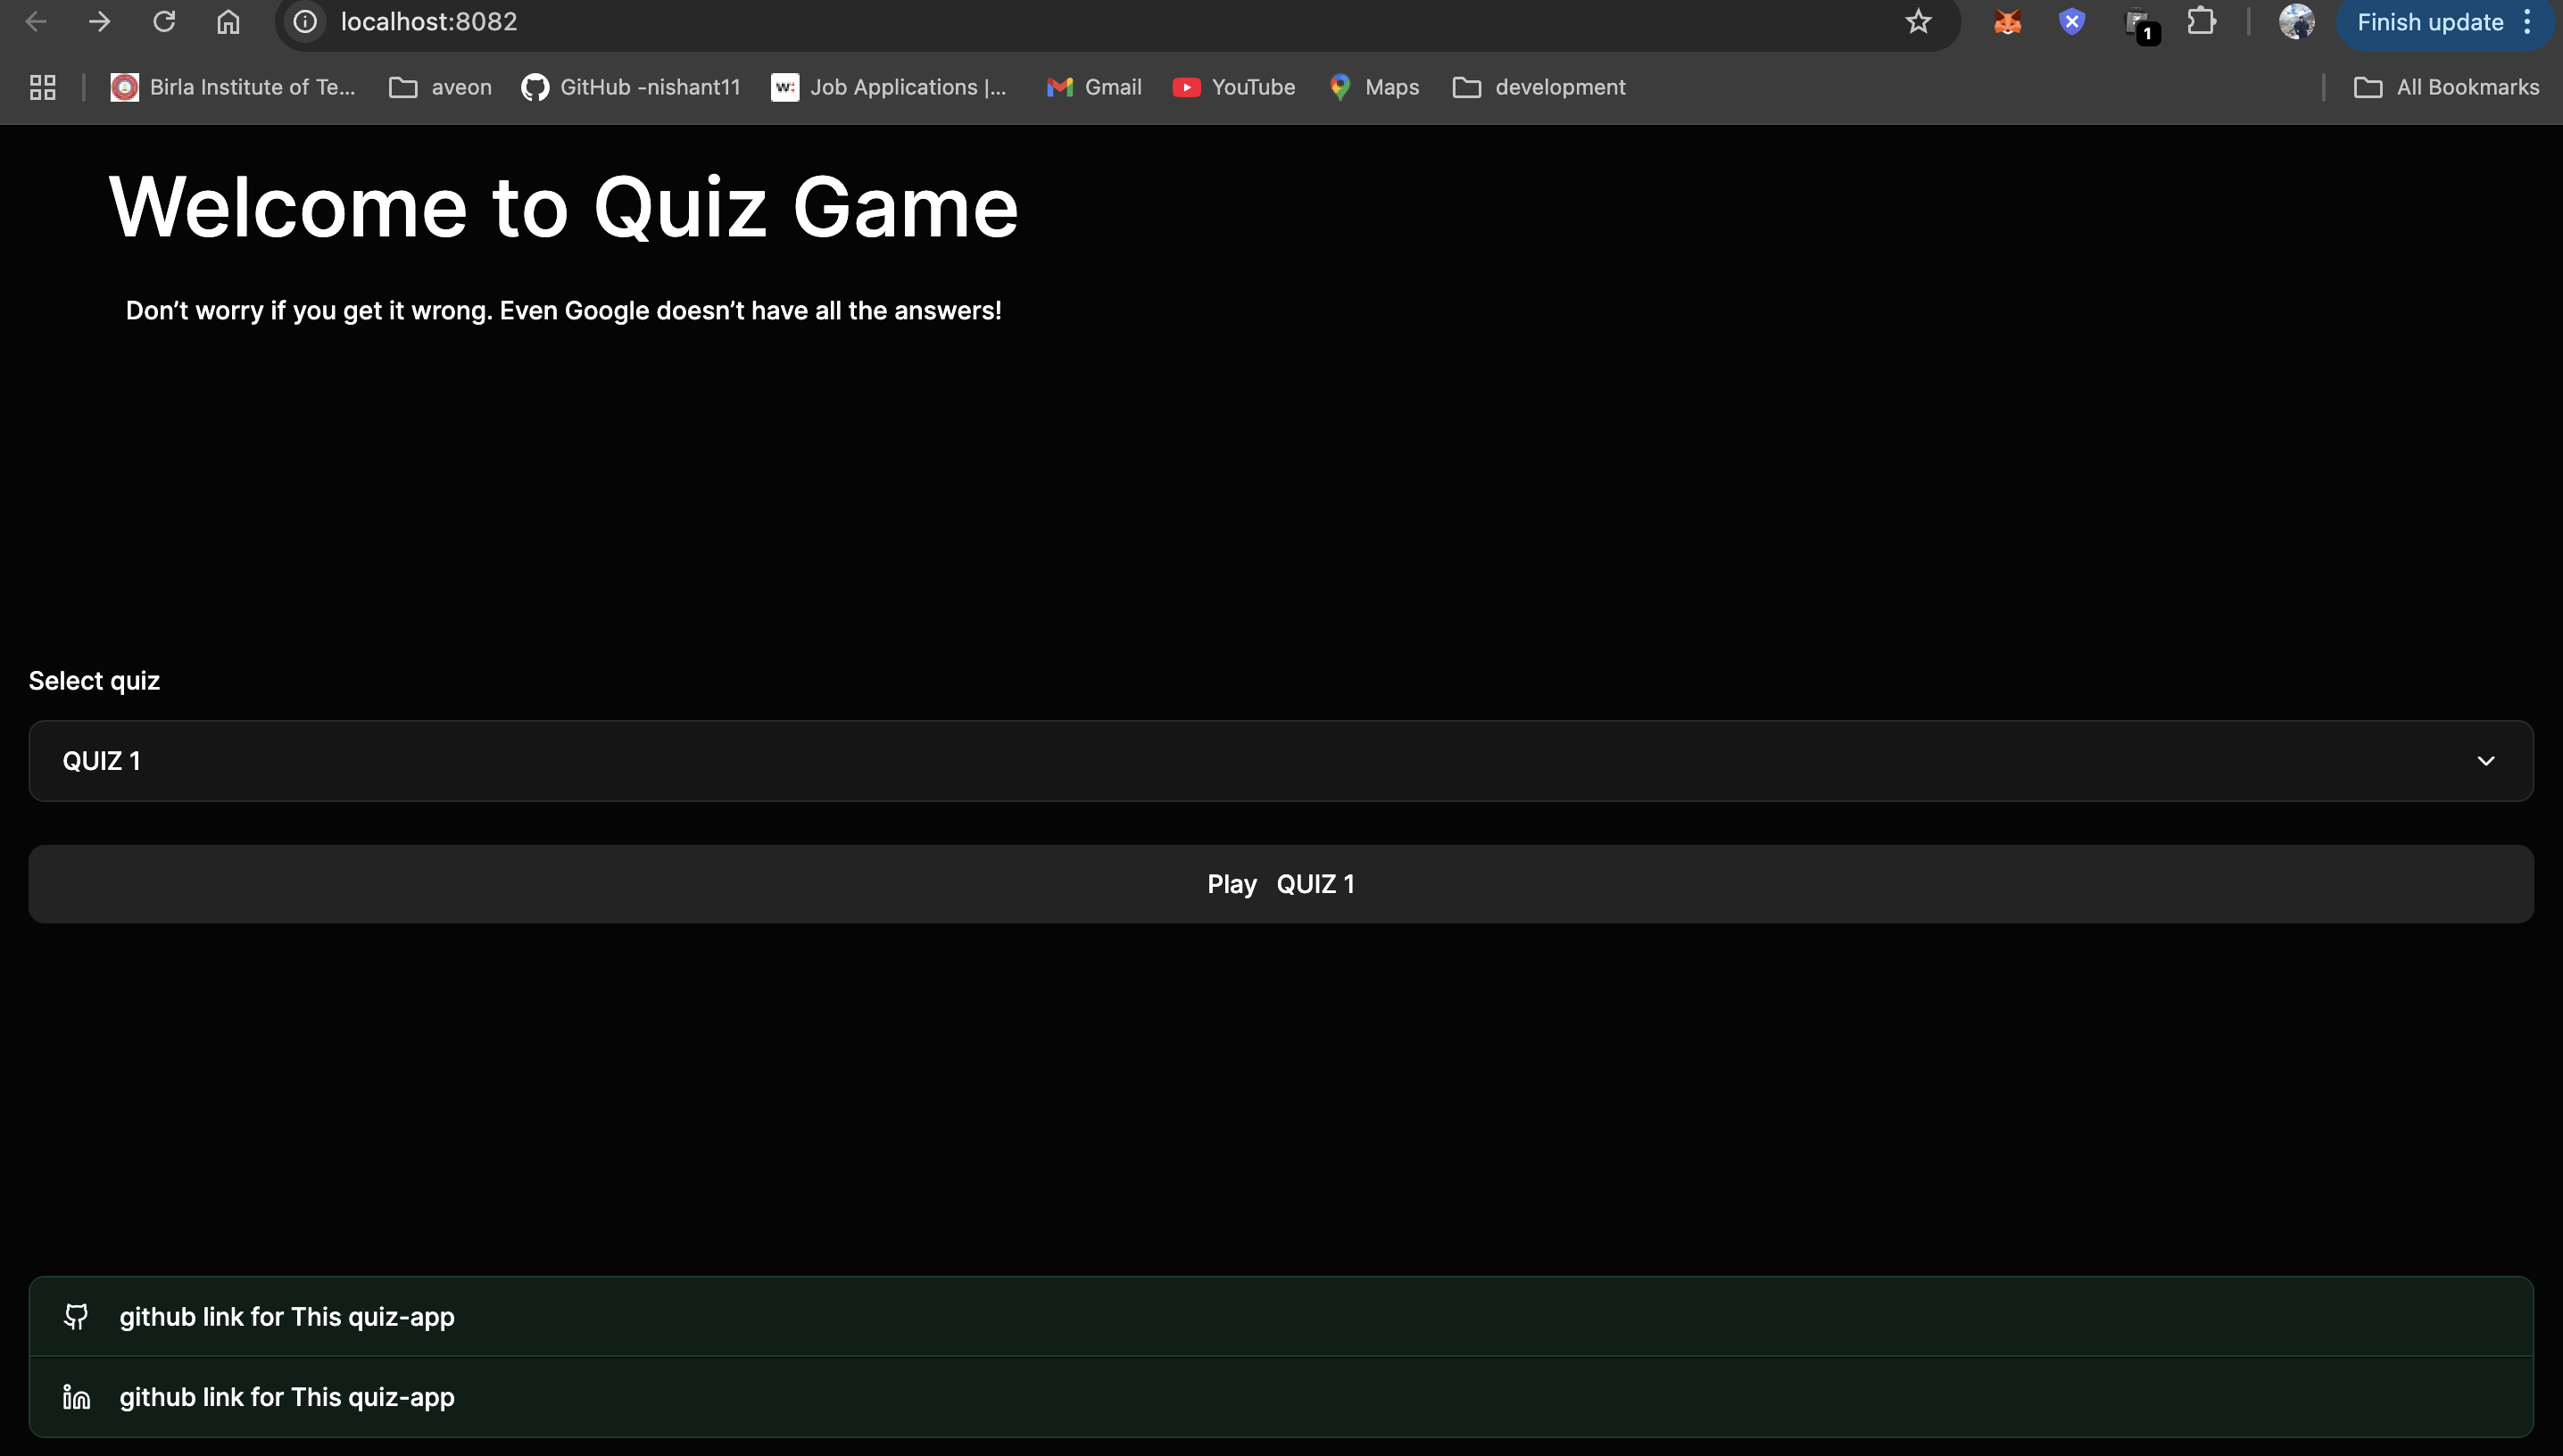 localhost:8082
Finish update
1
Birla Institute of Te... aveon GitHub -nishant11 Job Applications |... Gmail YouTube Maps development All Bookmarks
Welcome to Quiz Game
Don’t worry if you get it wrong. Even Google doesn’t have all the answers!
Select quiz
QUIZ 1
Play QUIZ 1
github link for This quiz-app
github link for This quiz-app